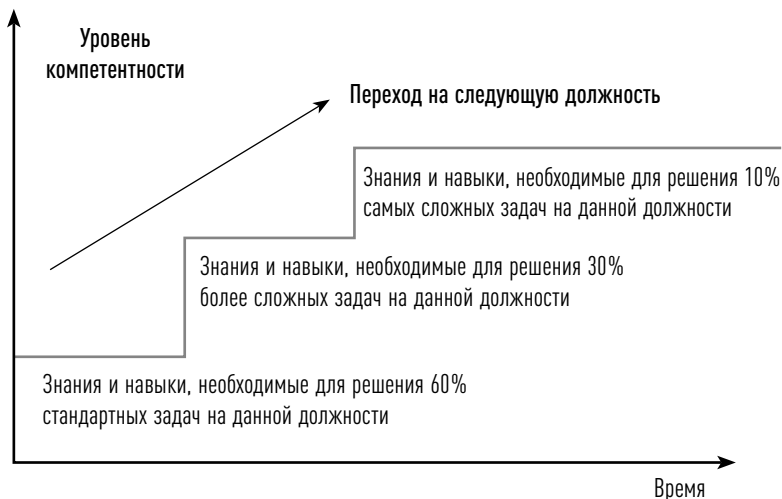 Уровень
компетентности
Переход на следующую должность
Знания и навыки, необходимые для решения 10%
самых сложных задач на данной должности
Знания и навыки, необходимые для решения 30%
более сложных задач на данной должности
Знания и навыки, необходимые для решения 60%
стандартных задач на данной должности
Время